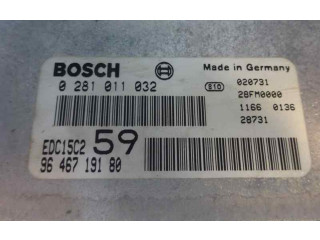 BOSCH
Made in Germany
0 281 011 032
e10
020731
28FM0000
1166 0136
28731
EDC15C2 59
96 467 191 80